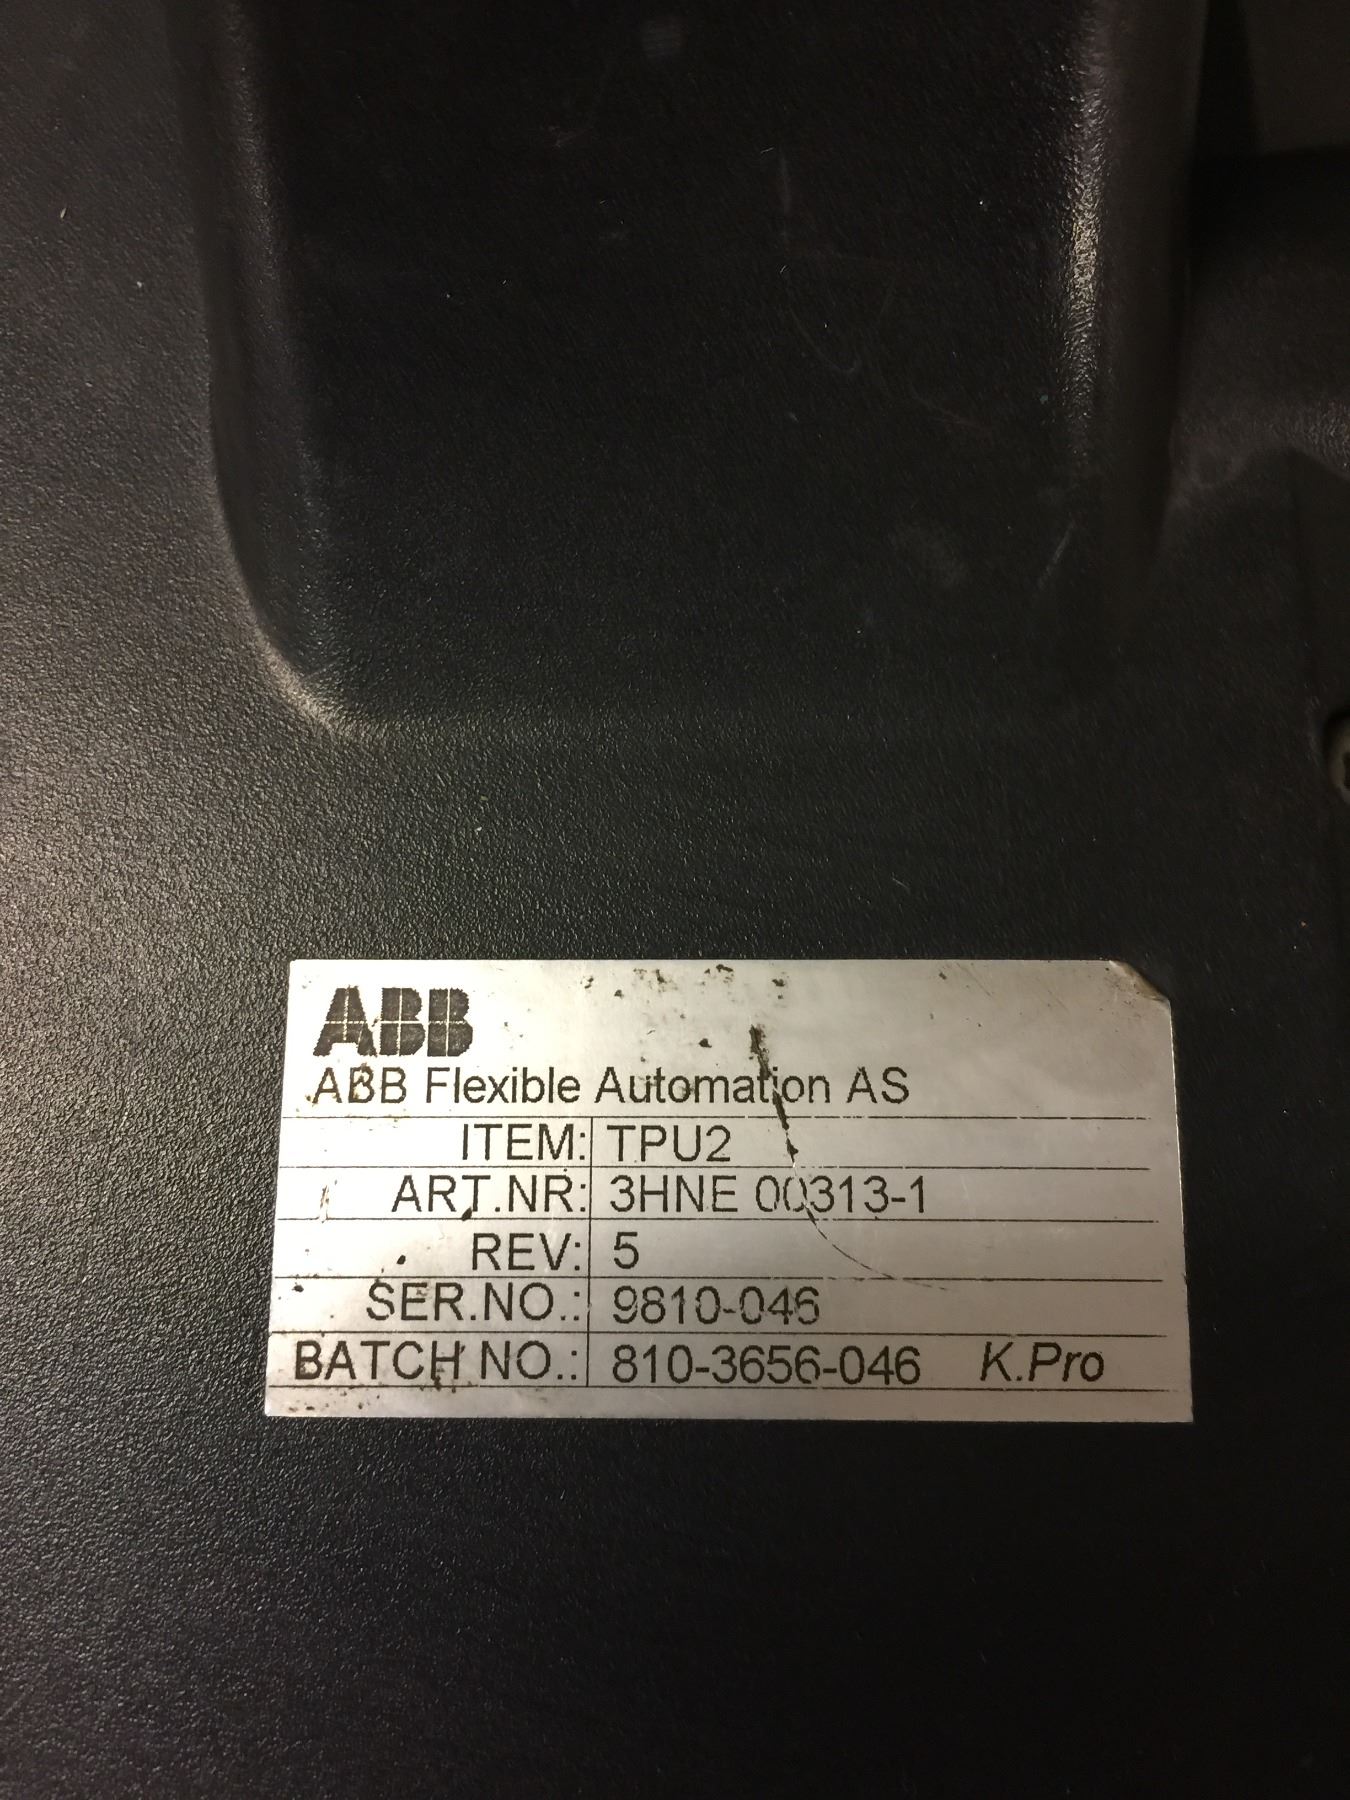 ABB
ABB Flexible Automation AS
ITEM: TPU2
ART.NR: 3HNE 00313-1
REV: 5
SER.NO.: 9810-046
BATCH NO.: 810-3656-046 K.Pro